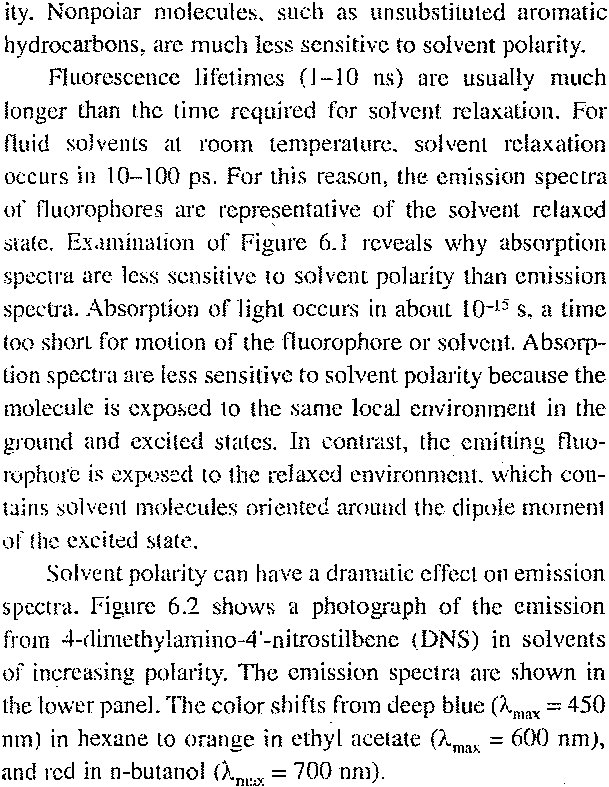 ity. Nonpolar molecules, such as unsubstituted aromatic
hydrocarbons, are much less sensitive to solvent polarity.
Fluorescence lifetimes (1–10 ns) are usually much
longer than the time required for solvent relaxation. For
fluid solvents at room temperature, solvent relaxation
occurs in 10–100 ps. For this reason, the emission spectra
of fluorophores are representative of the solvent relaxed
state. Examination of Figure 6.1 reveals why absorption
spectra are less sensitive to solvent polarity than emission
spectra. Absorption of light occurs in about 10⁻¹⁵ s, a time
too short for motion of the fluorophore or solvent. Absorp-
tion spectra are less sensitive to solvent polarity because the
molecule is exposed to the same local environment in the
ground and excited states. In contrast, the emitting fluo-
rophore is exposed to the relaxed environment, which con-
tains solvent molecules oriented around the dipole moment
of the excited state.
Solvent polarity can have a dramatic effect on emission
spectra. Figure 6.2 shows a photograph of the emission
from 4-dimethylamino-4'-nitrostilbene (DNS) in solvents
of increasing polarity. The emission spectra are shown in
the lower panel. The color shifts from deep blue (λmax = 450
nm) in hexane to orange in ethyl acetate (λmax = 600 nm),
and red in n-butanol (λmax = 700 nm).